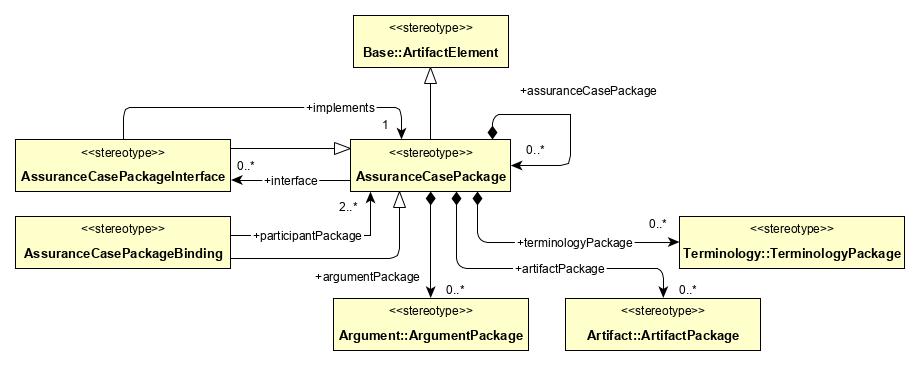 <<stereotype>>
Base::ArtifactElement
+assuranceCasePackage
+implements
1
<<stereotype>>
AssuranceCasePackageInterface
<<stereotype>>
AssuranceCasePackage
0..*
0..*
+interface
2..*
<<stereotype>>
AssuranceCasePackageBinding
+participantPackage
0..*
+terminologyPackage
<<stereotype>>
Terminology::TerminologyPackage
+argumentPackage
+artifactPackage
0..*
0..*
<<stereotype>>
Argument::ArgumentPackage
<<stereotype>>
Artifact::ArtifactPackage